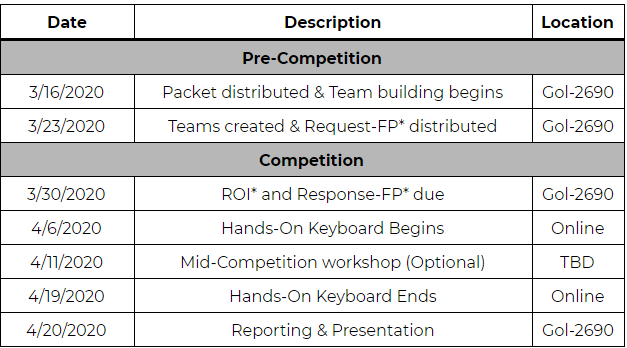 Date Description Location
Pre-Competition
3/16/2020 Packet distributed & Team building begins Gol-2690
3/23/2020 Teams created & Request-FP* distributed Gol-2690
Competition
3/30/2020 ROI* and Response-FP* due Gol-2690
4/6/2020 Hands-On Keyboard Begins Online
4/11/2020 Mid-Competition workshop (Optional) TBD
4/19/2020 Hands-On Keyboard Ends Online
4/20/2020 Reporting & Presentation Gol-2690